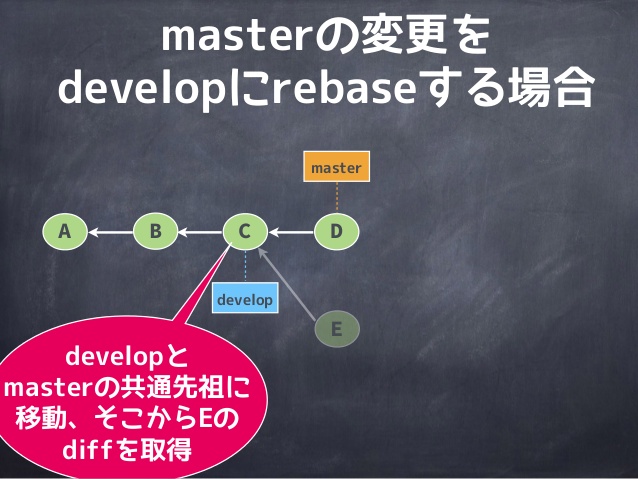 masterの変更を
developにrebaseする場合
master
A
B
C
D
develop
E
developと
masterの共通先祖に
移動、そこからEの
diffを取得